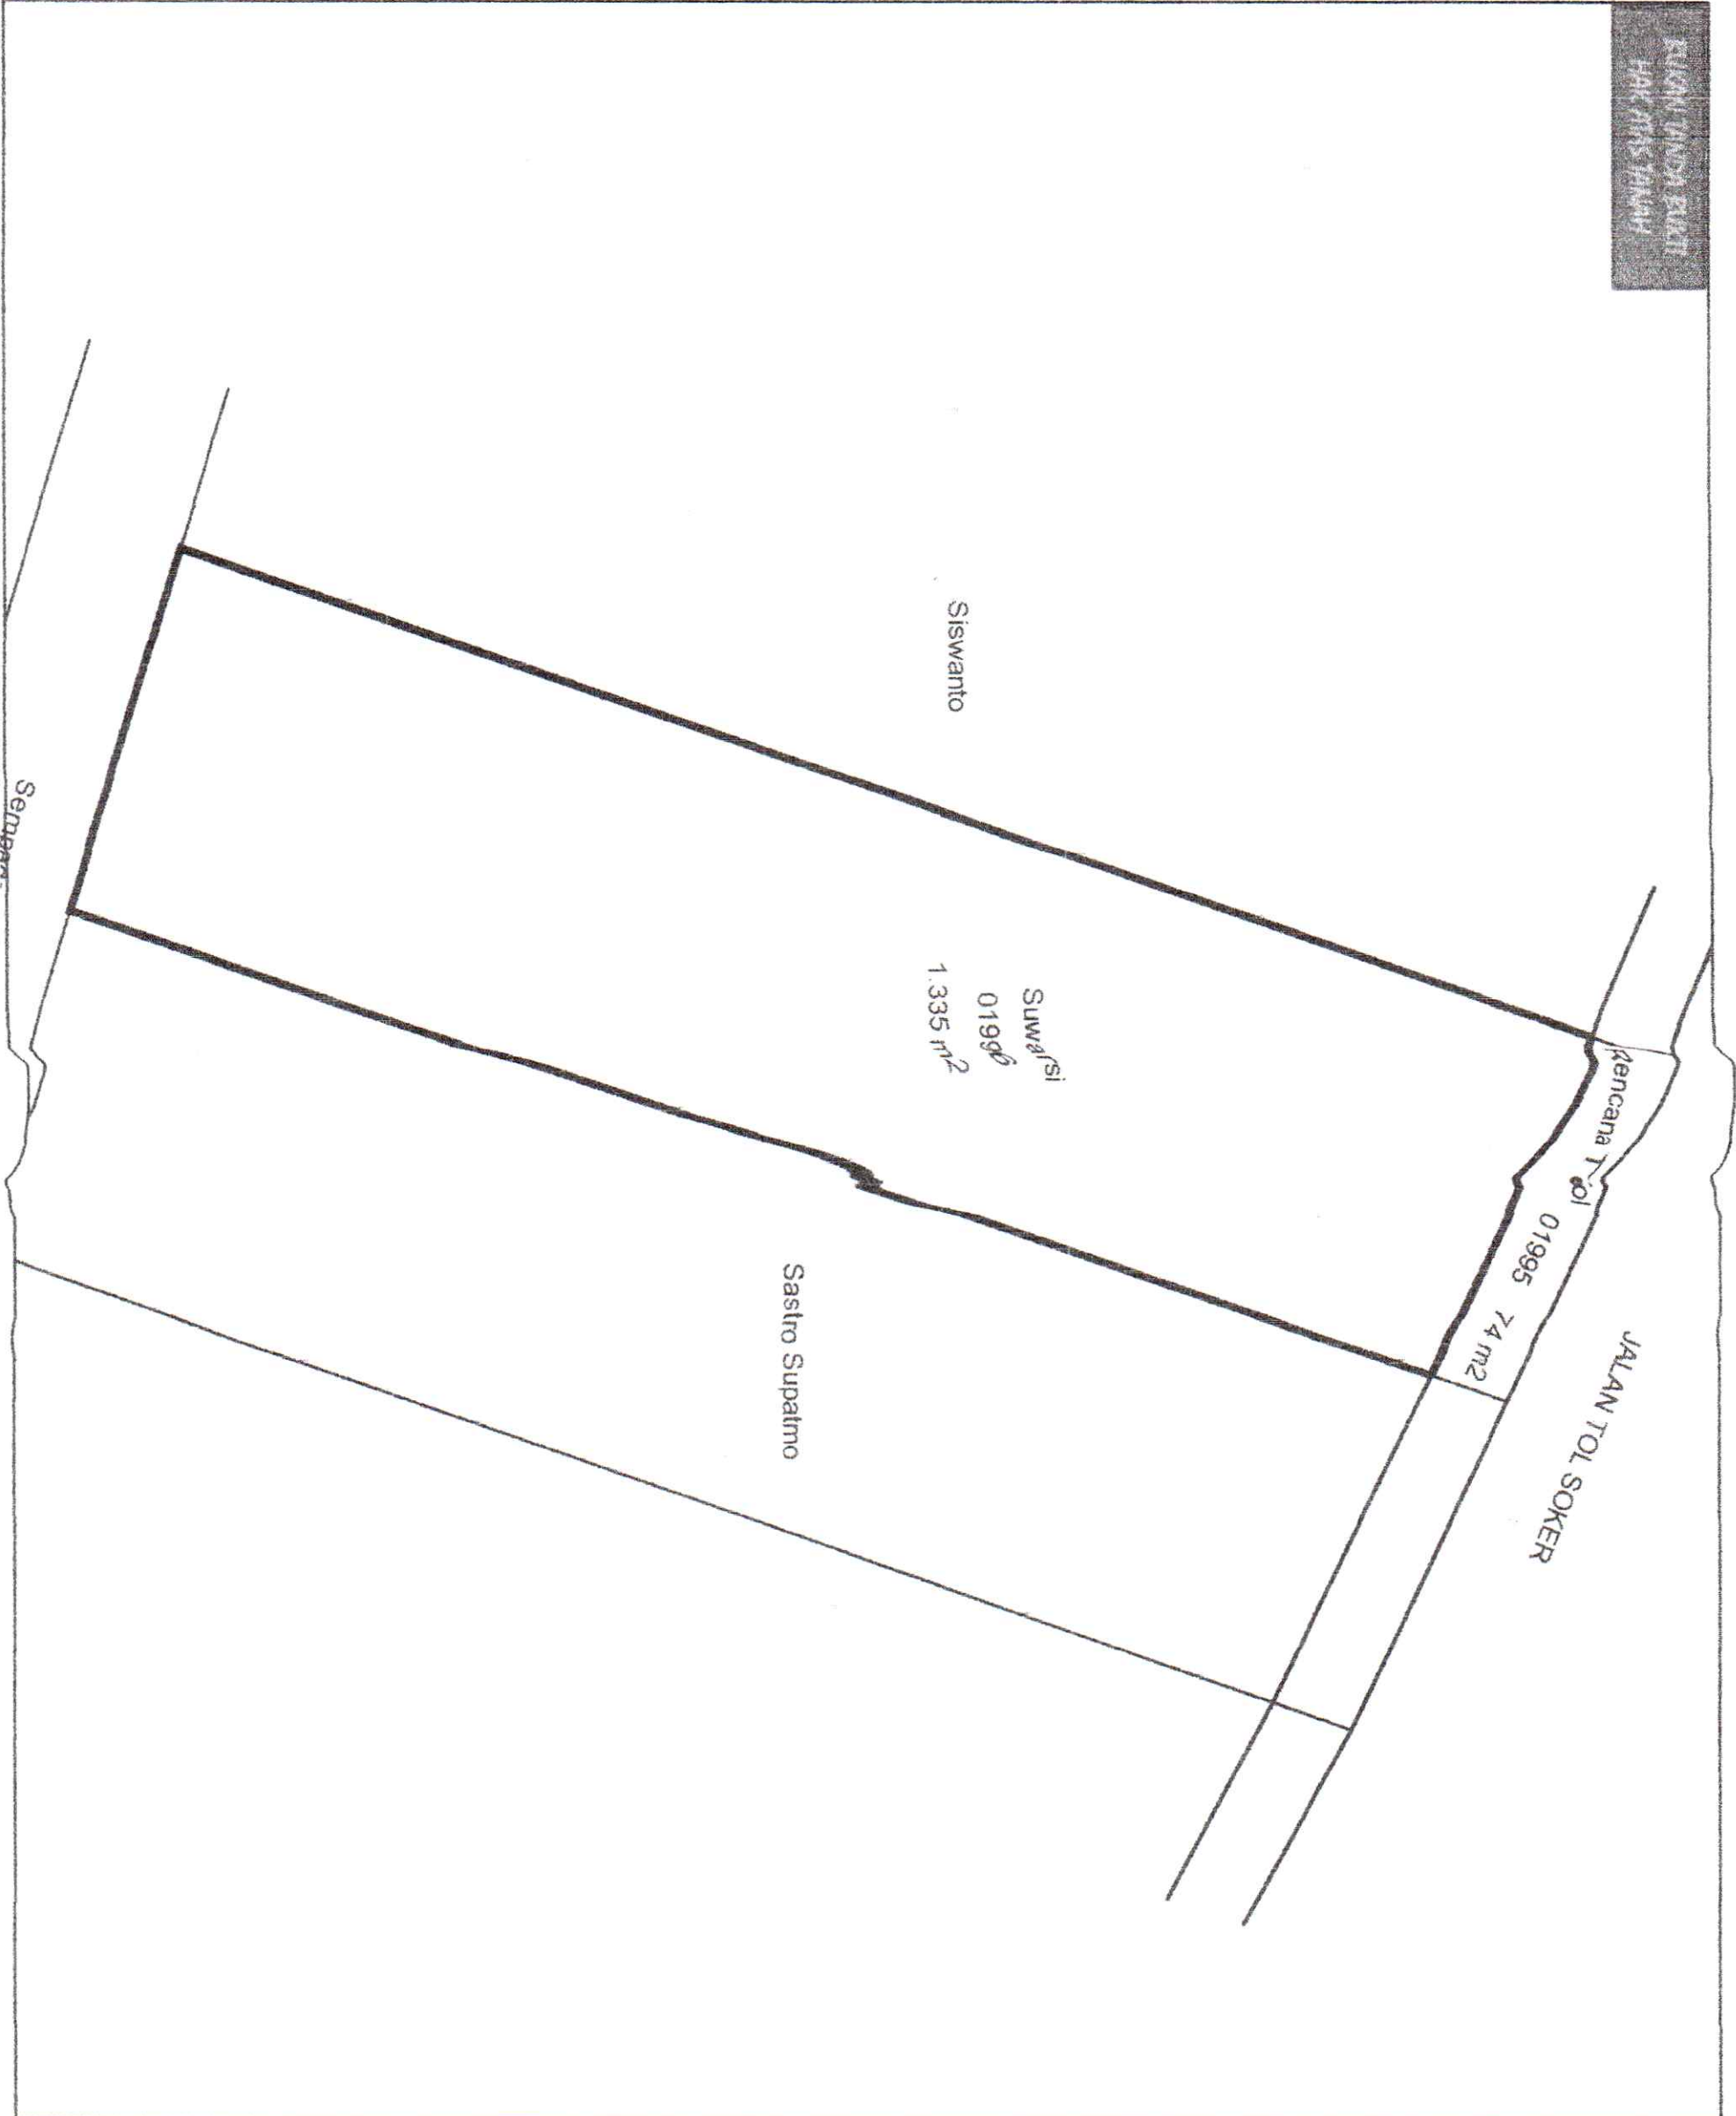 BUKAN TANDA BUKTI
HAK ATAS TANAH
JALAN TOL SOKER
Rencana Tol 01995 74 m2
Siswanto
Suwarsi
01996
1.335 m2
Sastro Supatmo